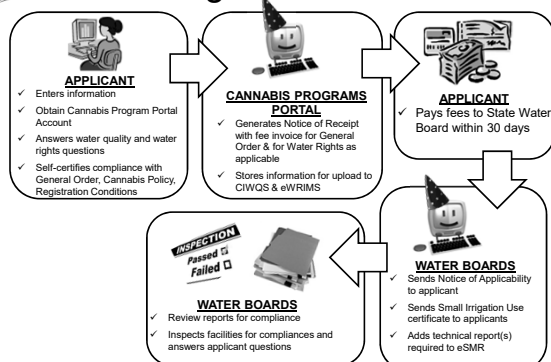 APPLICANT
✓ Enters information
✓ Obtain Cannabis Program Portal
Account
✓ Answers water quality and water
rights questions
✓ Self-certifies compliance with
General Order, Cannabis Policy,
Registration Conditions
CANNABIS PROGRAMS
PORTAL
✓ Generates Notice of Receipt
with fee invoice for General
Order & for Water Rights as
applicable
✓ Stores information for upload to
CIWQS & eWRIMS
APPLICANT
✓ Pays fees to State Water
Board within 30 days
WATER BOARDS
✓ Sends Notice of Applicability
to applicant
✓ Sends Small Irrigation Use
certificate to applicants
✓ Adds technical report(s)
required to eSMR
INSPECTION
Passed
Failed
WATER BOARDS
✓ Review reports for compliance
✓ Inspects facilities for compliances and
answers applicant questions